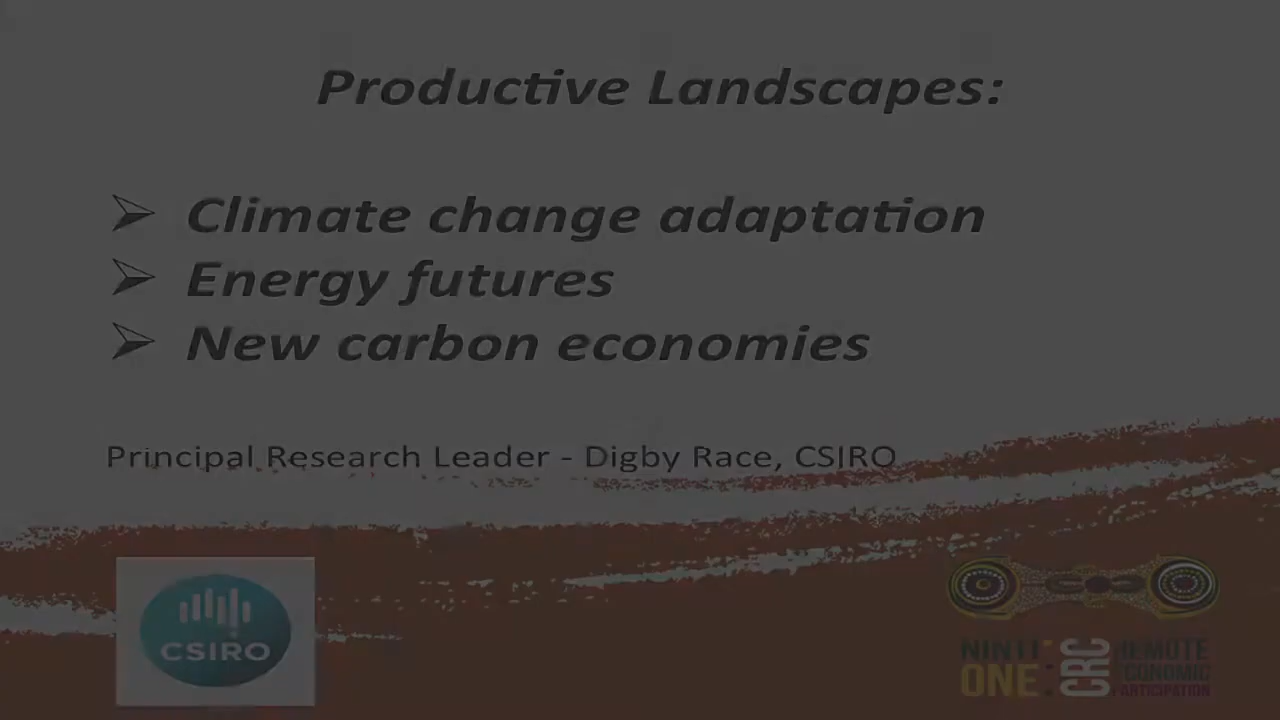 Productive Landscapes:
Climate change adaptation
Energy futures
New carbon economies
Principal Research Leader - Digby Race, CSIRO
CSIRO
NINTI
ONE
CRC
REMOTE
ECONOMIC
PARTICIPATION